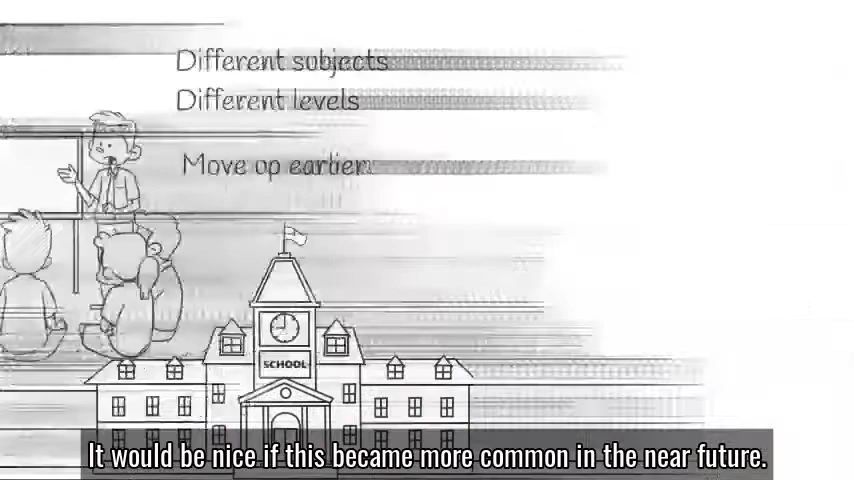 Different subjects
Different levels
Move up earlier.
SCHOOL
It would be nice if this became more common in the near future.